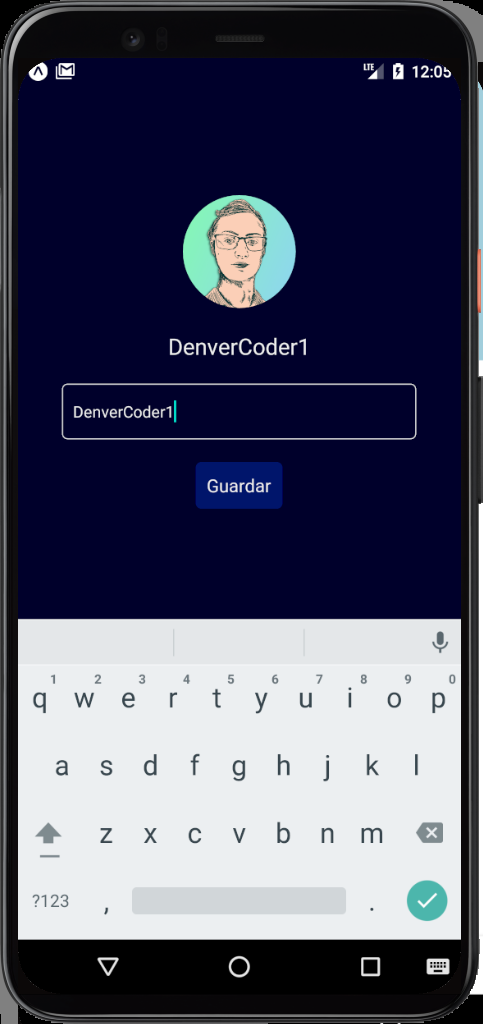 LTE 12:05
DenverCoder1
DenverCoder1
Guardar
1 2 3 4 5 6 7 8 9 0
q w e r t y u i o p
a s d f g h j k l
z x c v b n m
?123 , .